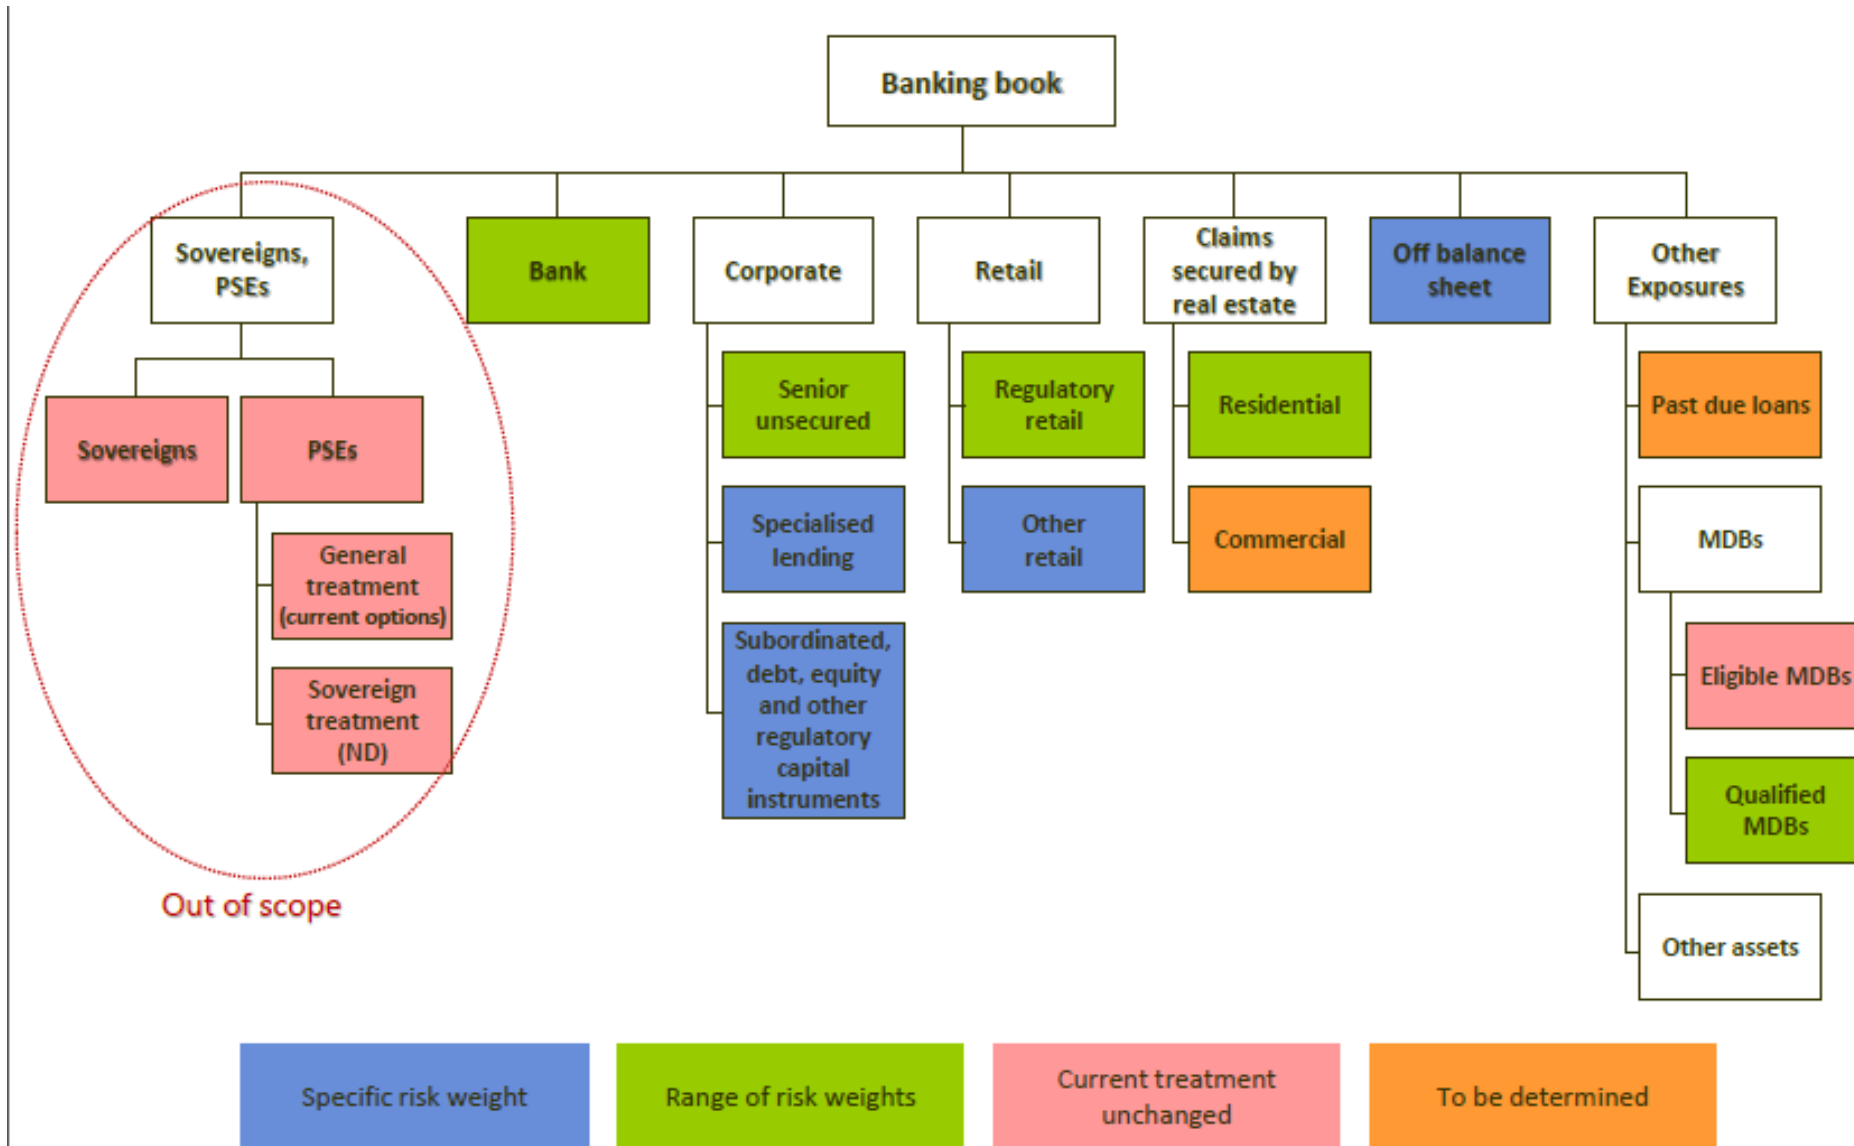 Banking book
Sovereigns,
PSEs
Bank
Corporate
Retail
Claims
secured by
real estate
Off balance
sheet
Other
Exposures
Sovereigns
PSEs
General
treatment
(current options)
Sovereign
treatment
(ND)
Senior
unsecured
Specialised
lending
Subordinated,
debt, equity
and other
regulatory
capital
instruments
Regulatory
retail
Other
retail
Residential
Commercial
Past due loans
MDBs
Eligible MDBs
Qualified
MDBs
Other assets
Out of scope
Specific risk weight
Range of risk weights
Current treatment
unchanged
To be determined